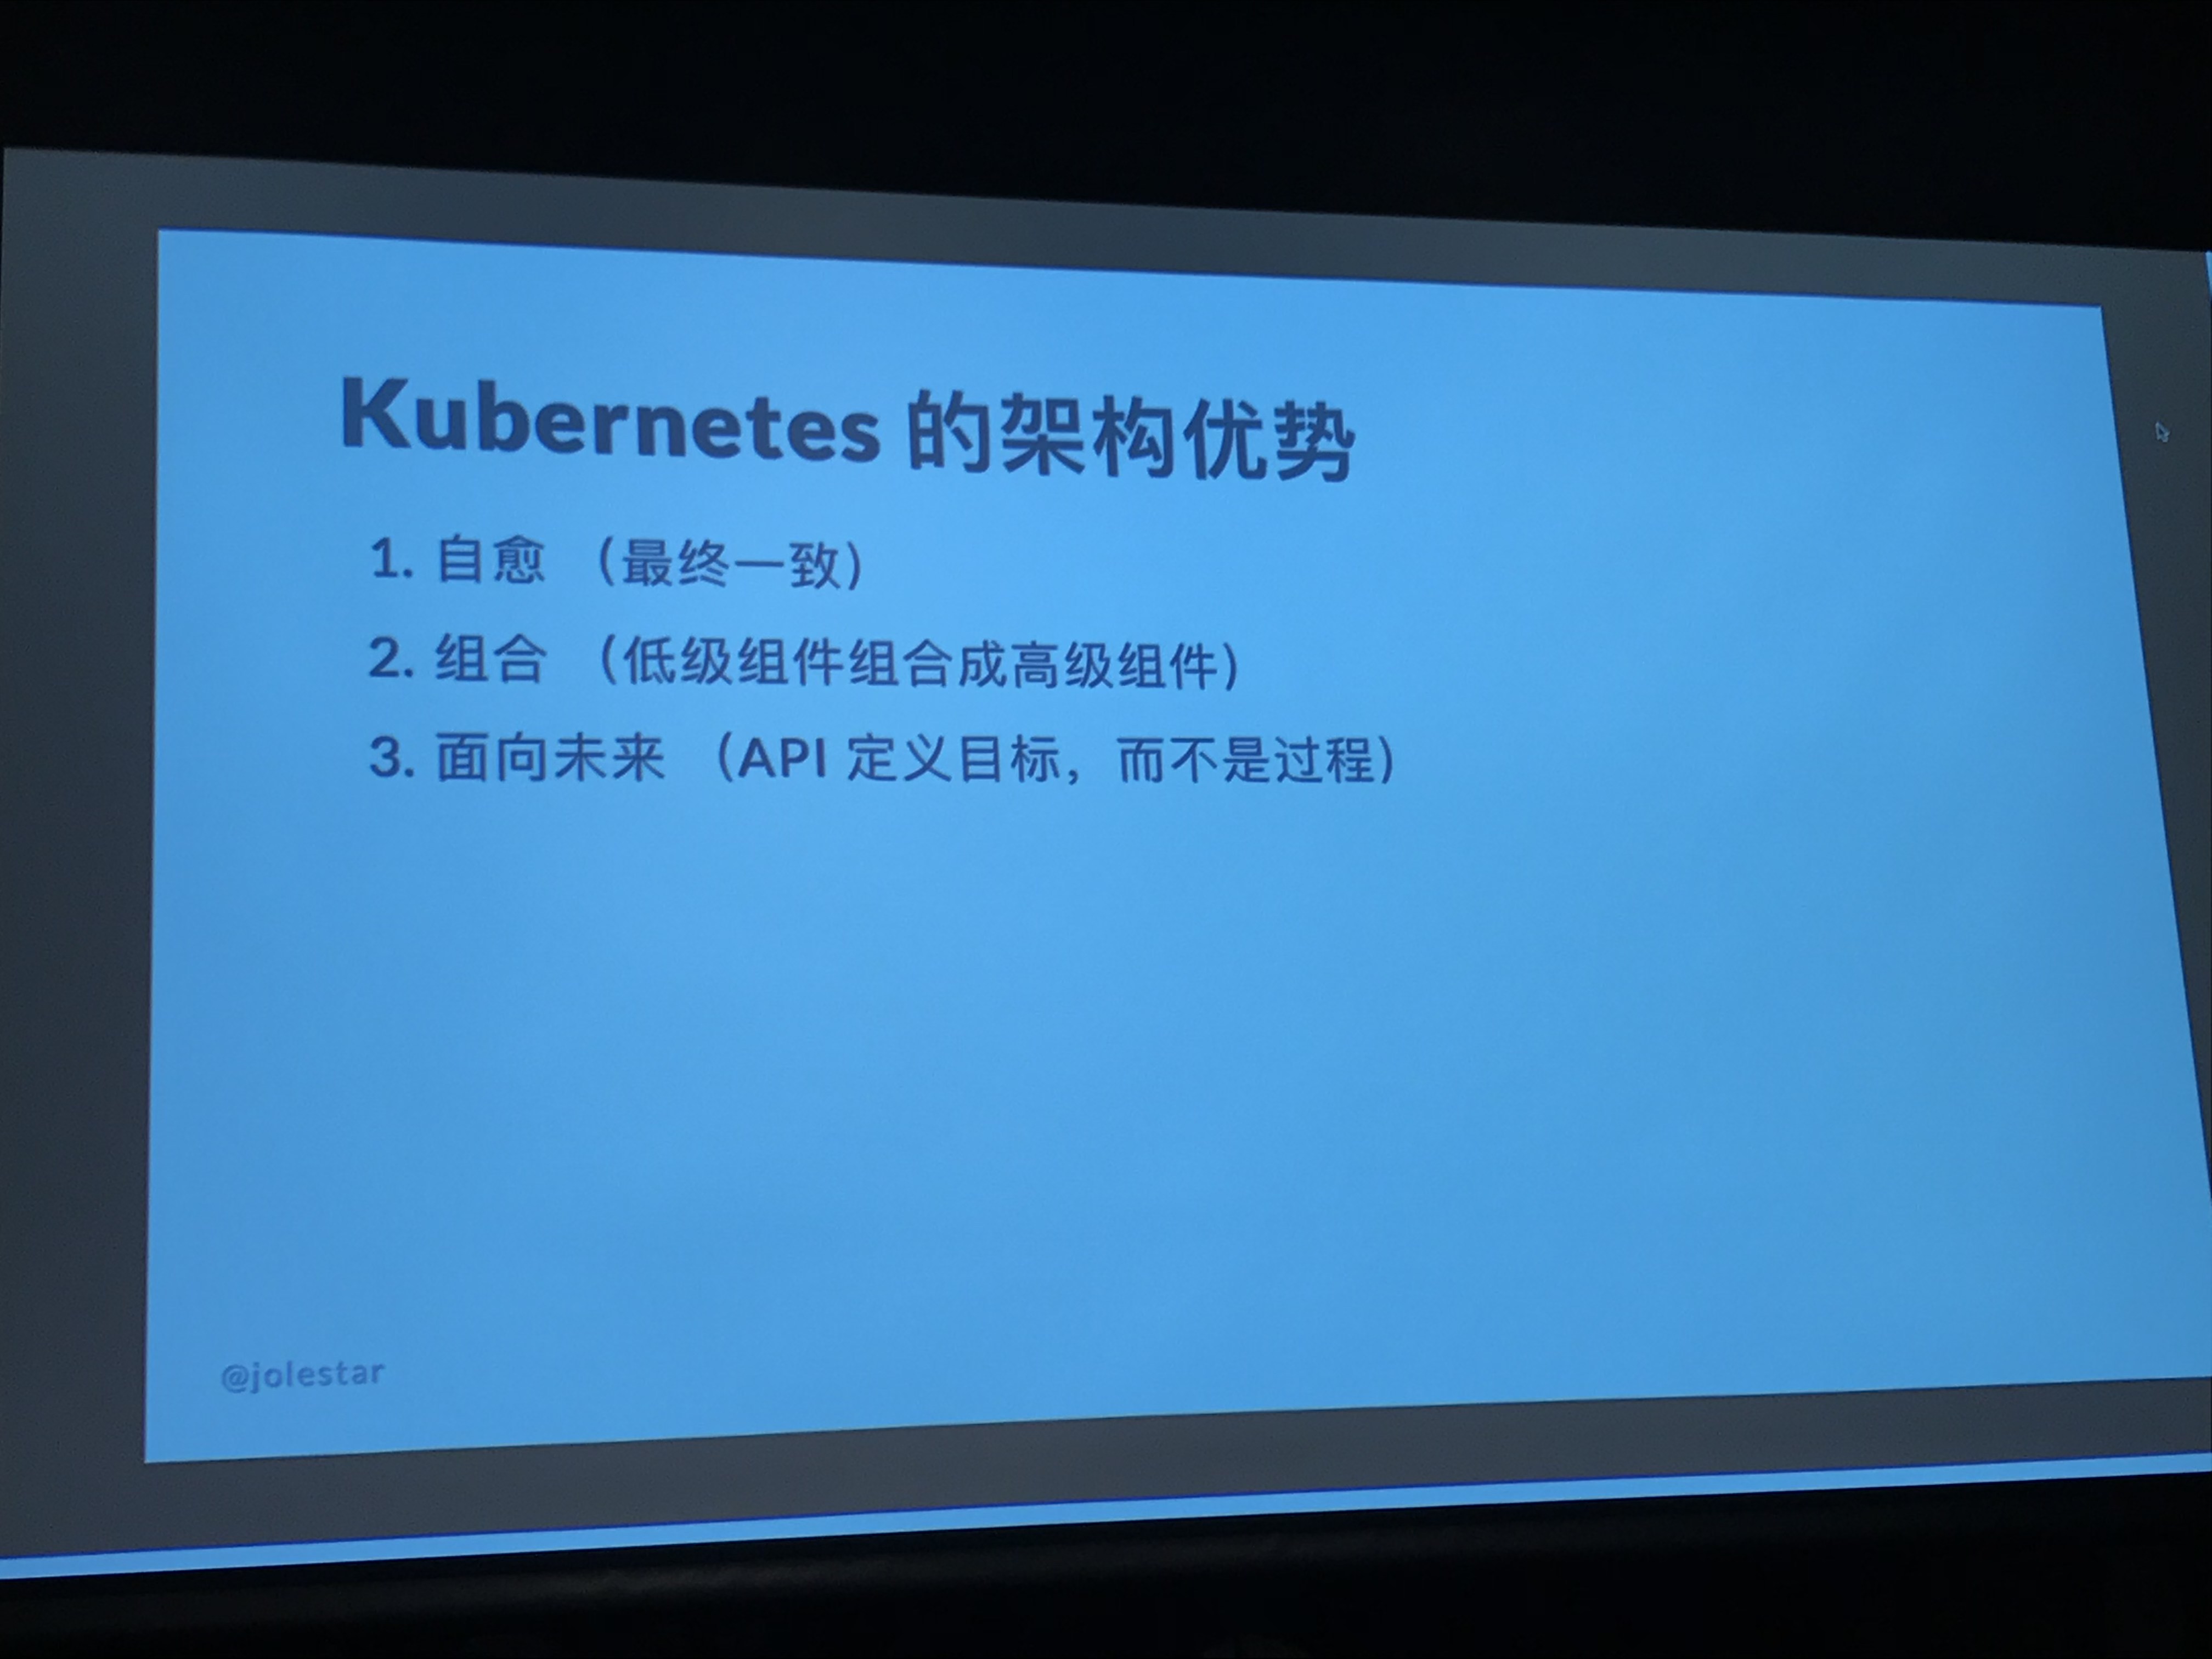 Kubernetes 的架构优势
1. 自愈 （最终一致）
2. 组合 （低级组件组合成高级组件）
3. 面向未来 （API 定义目标，而不是过程）
@jolestar